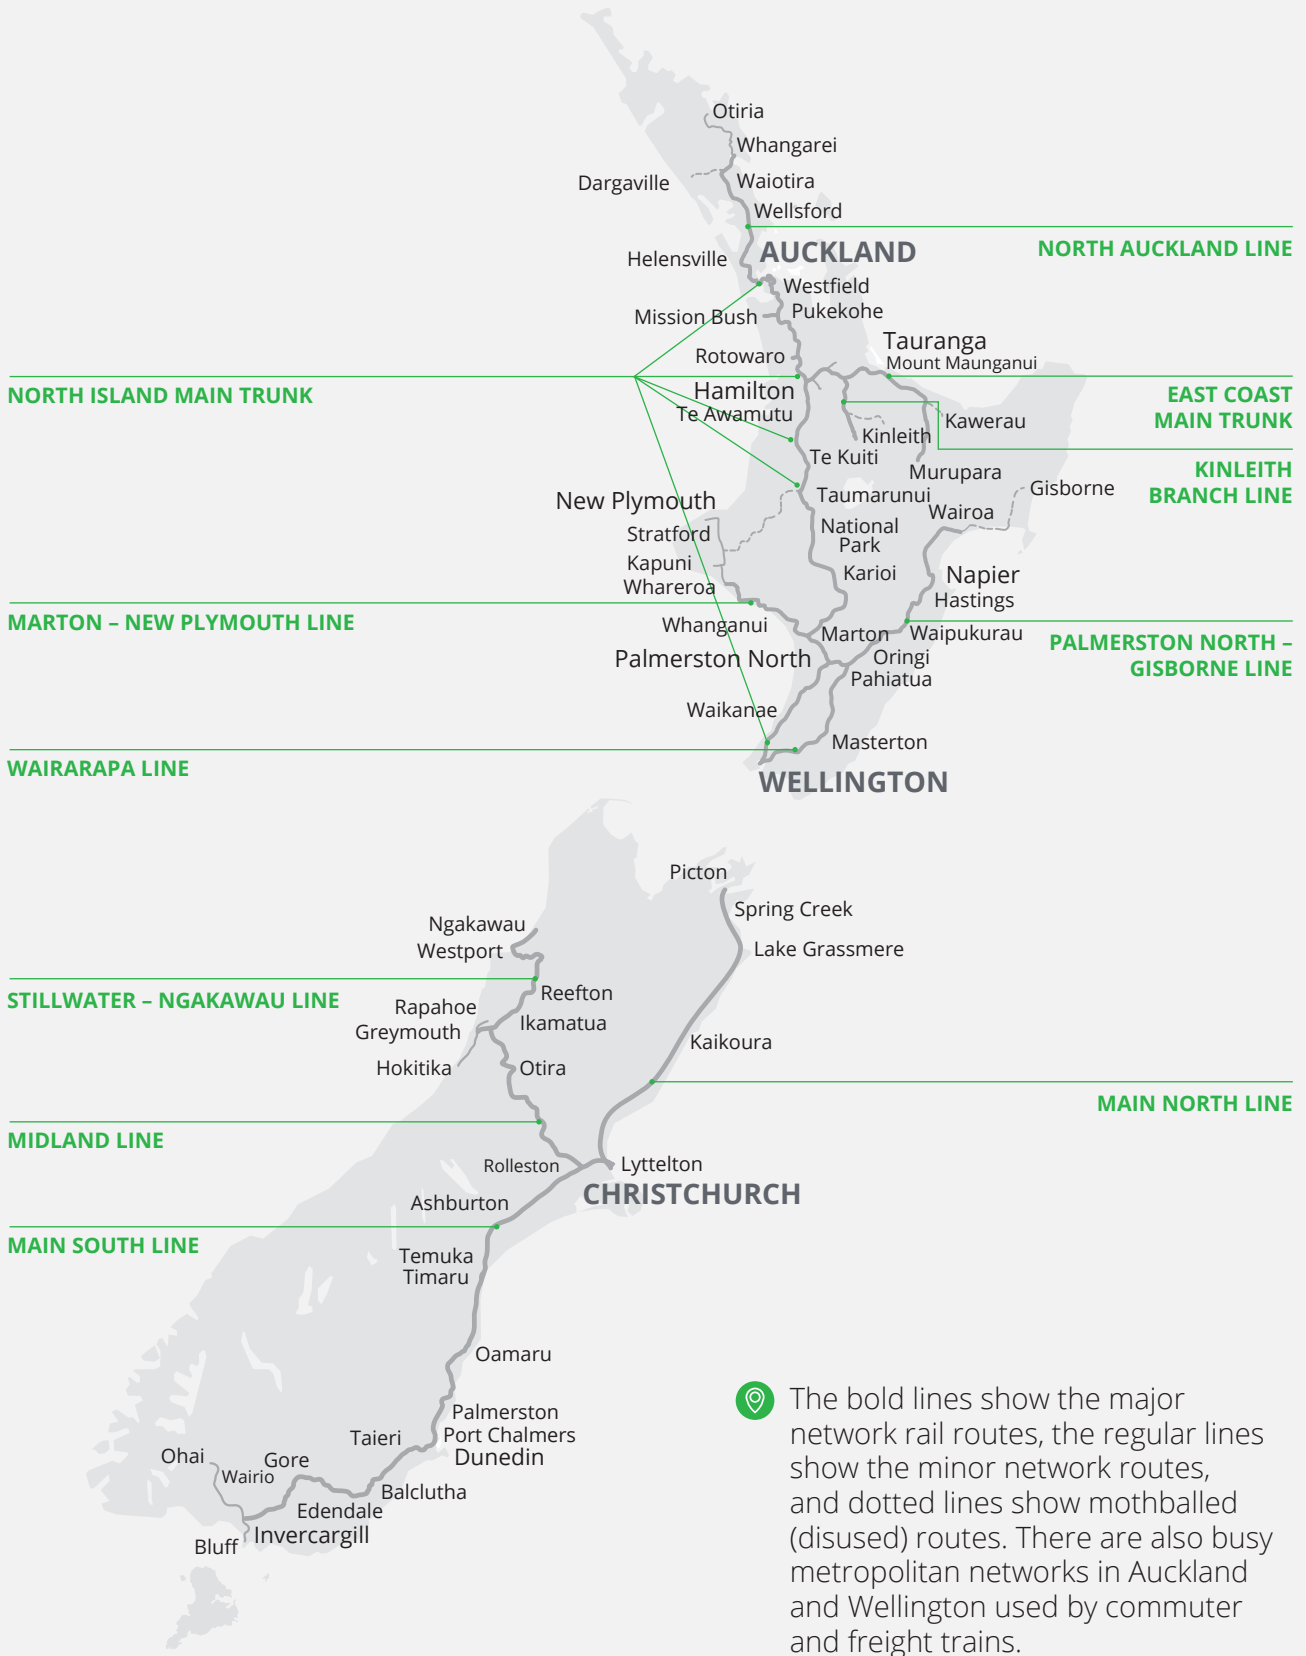 Otiria
Whangarei
Dargaville
Waiotira
Wellsford
NORTH AUCKLAND LINE
AUCKLAND
Helensville
Westfield
Mission Bush
Pukekohe
Tauranga
Rotowaro
Mount Maunganui
NORTH ISLAND MAIN TRUNK
Hamilton
EAST COAST
MAIN TRUNK
Te Awamutu
Kawerau
Kinleith
Te Kuiti
Murupara
KINLEITH
BRANCH LINE
Gisborne
New Plymouth
Taumarunui
Wairoa
Stratford
National
Park
Kapuni
Karioi
Napier
Whareroa
Hastings
MARTON – NEW PLYMOUTH LINE
Whanganui
Marton
Waipukurau
PALMERSTON NORTH –
GISBORNE LINE
Palmerston North
Oringi
Pahiatua
Waikanae
Masterton
WAIRARAPA LINE
WELLINGTON
Picton
Spring Creek
Ngakawau
Westport
Lake Grassmere
STILLWATER – NGAKAWAU LINE
Reefton
Rapahoe
Ikamatua
Greymouth
Kaikoura
Hokitika
Otira
MAIN NORTH LINE
MIDLAND LINE
Rolleston
Lyttelton
CHRISTCHURCH
Ashburton
MAIN SOUTH LINE
Temuka
Timaru
Oamaru
Palmerston
Port Chalmers
Taieri
Dunedin
Ohai
Gore
Wairio
Balclutha
Edendale
Invercargill
Bluff
The bold lines show the major
network rail routes, the regular lines
show the minor network routes,
and dotted lines show mothballed
(disused) routes. There are also busy
metropolitan networks in Auckland
and Wellington used by commuter
and freight trains.